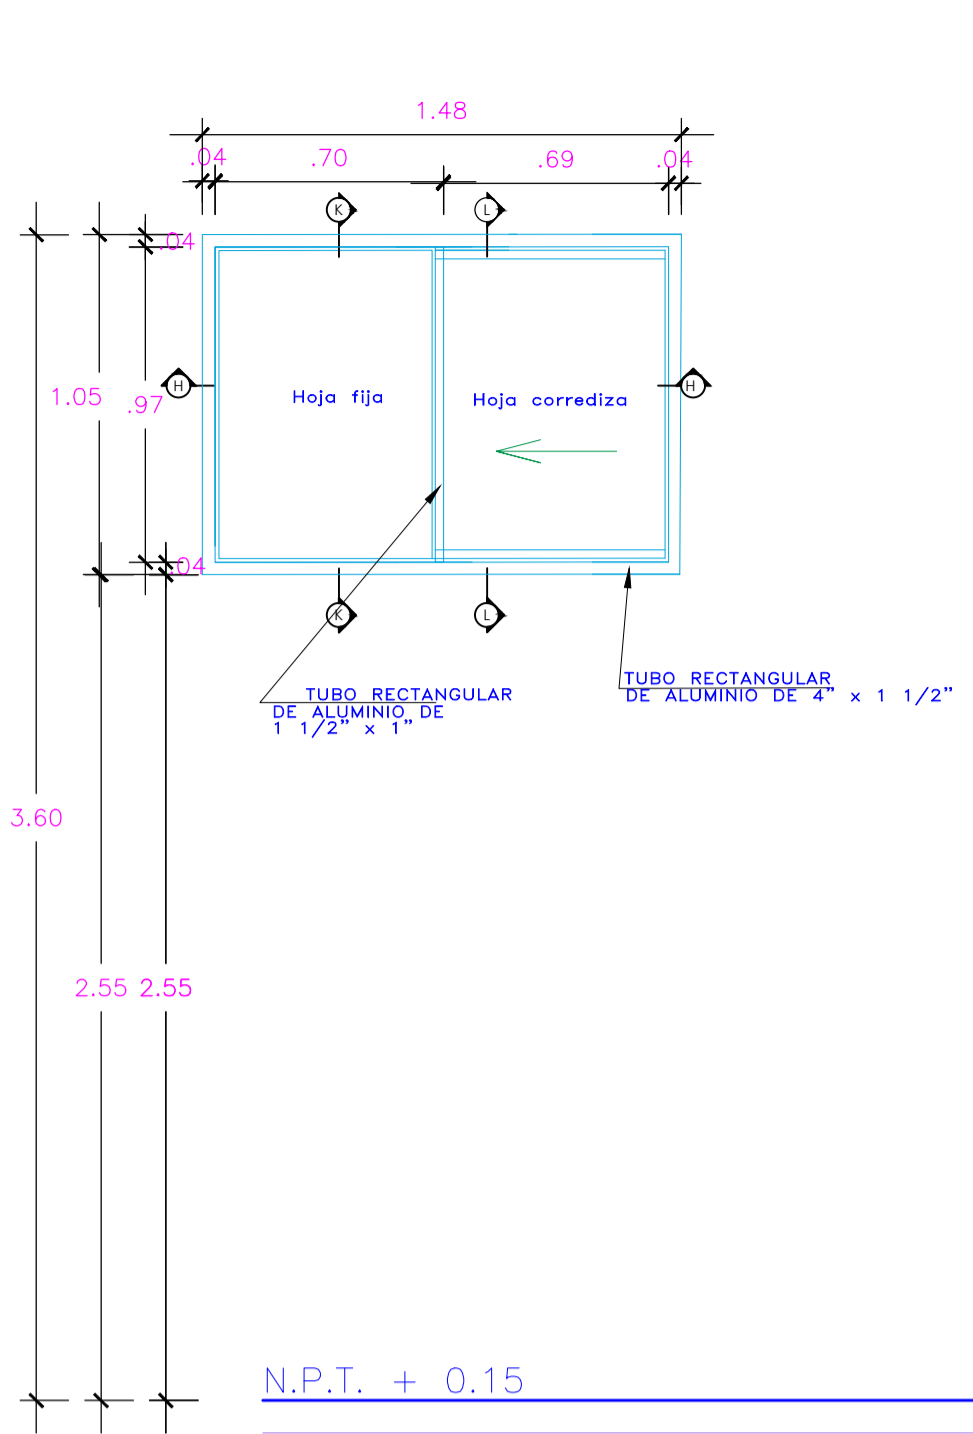 1.48
.04
.70
.69
.04
K
L
.04
1.05
.97
H
Hoja fija
Hoja corrediza
H
.04
K
L
TUBO RECTANGULAR
DE ALUMINIO DE
1 1/2" x 1"
TUBO RECTANGULAR
DE ALUMINIO DE 4" x 1 1/2"
3.60
2.55
2.55
N.P.T. + 0.15